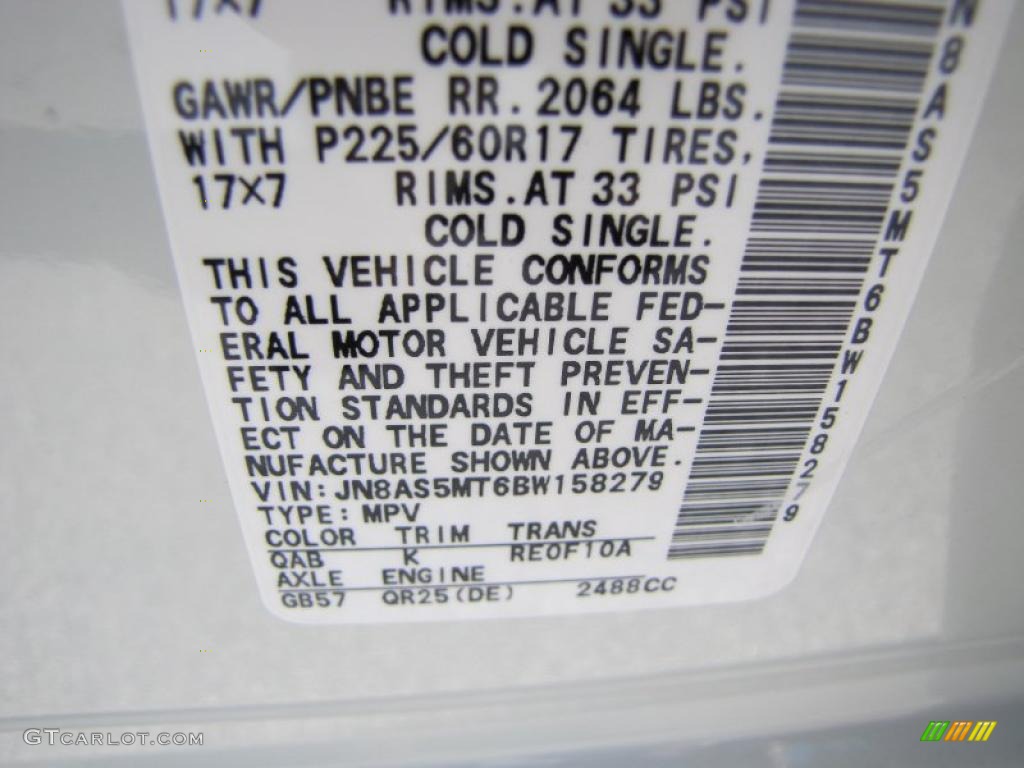 17×7 RIMS.AT 33 PSI
COLD SINGLE.
GAWR/PNBE RR.2064 LBS.
WITH P225/60R17 TIRES,
17×7 RIMS.AT 33 PSI
COLD SINGLE.
THIS VEHICLE CONFORMS
TO ALL APPLICABLE FED-
ERAL MOTOR VEHICLE SA-
FETY AND THEFT PREVEN-
TION STANDARDS IN EFF-
ECT ON THE DATE OF MA-
NUFACTURE SHOWN ABOVE.
VIN:JN8AS5MT6BW158279
TYPE:MPV
COLOR TRIM TRANS
QAB K RE0F10A
AXLE ENGINE
GB57 QR25(DE) 2488CC
N8AS5MT6BW158279
GTCARLOT.COM